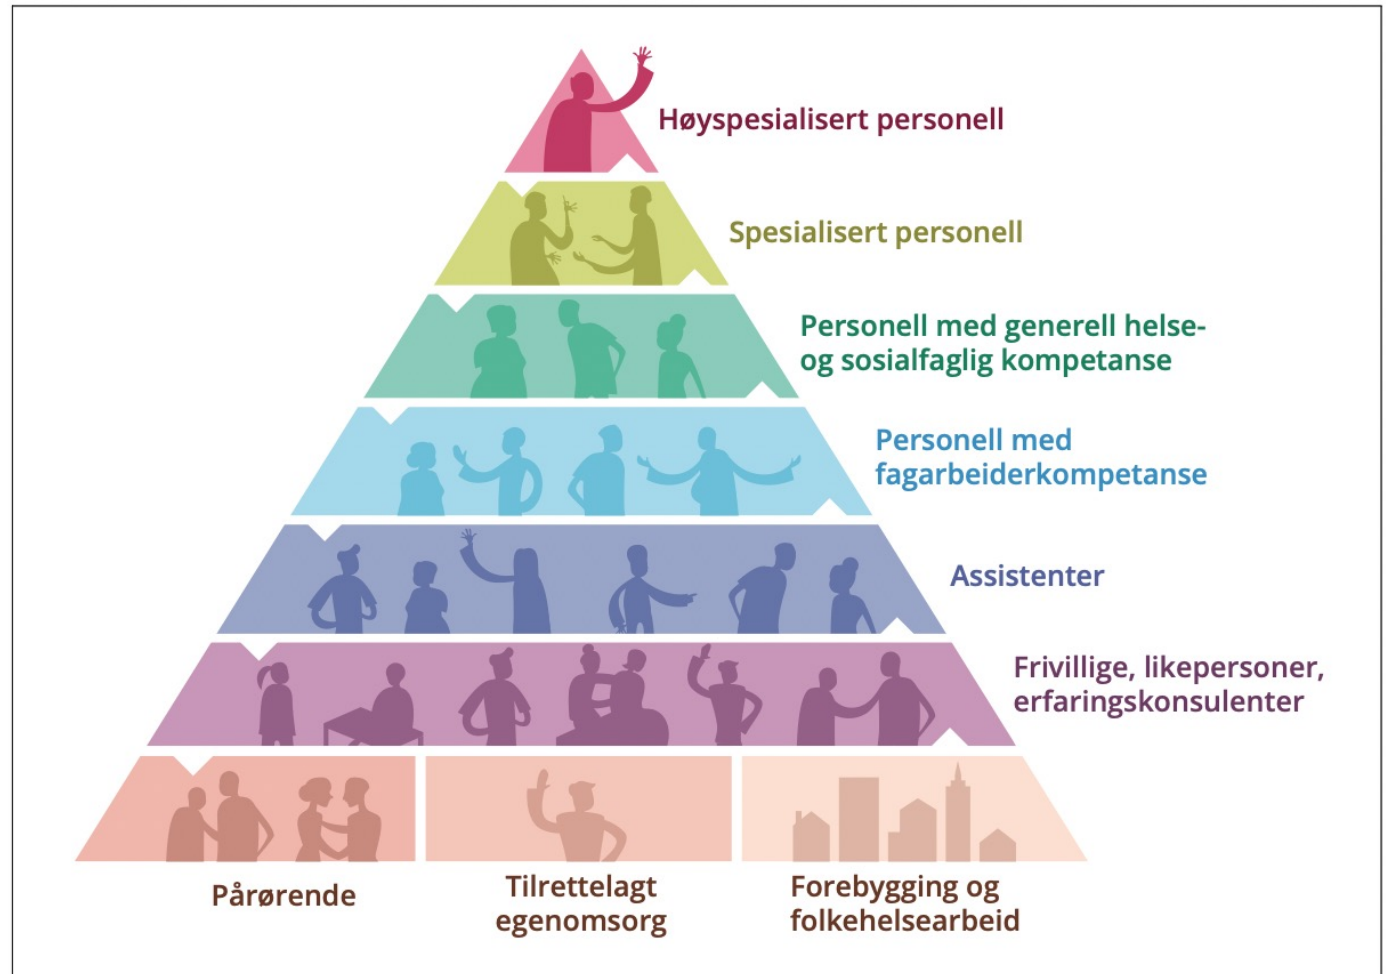 Høyspesialisert personell
Spesialisert personell
Personell med generell helse-
og sosialfaglig kompetanse
Personell med
fagarbeiderkompetanse
Assistenter
Frivillige, likepersoner,
erfaringskonsulenter
Pårørende
Tilrettelagt
egenomsorg
Forebygging og
folkehelsearbeid